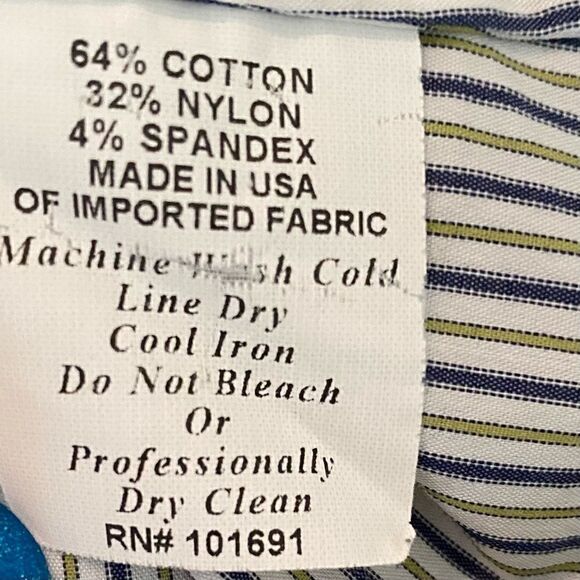 64% COTTON
32% NYLON
4% SPANDEX
MADE IN USA
OF IMPORTED FABRIC
Machine Wash Cold
Line Dry
Cool Iron
Do Not Bleach
Or
Professionally
Dry Clean
RN# 101691